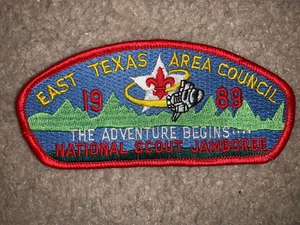 EAST TEXAS AREA COUNCIL
19 89
THE ADVENTURE BEGINS....
NATIONAL SCOUT JAMBOREE